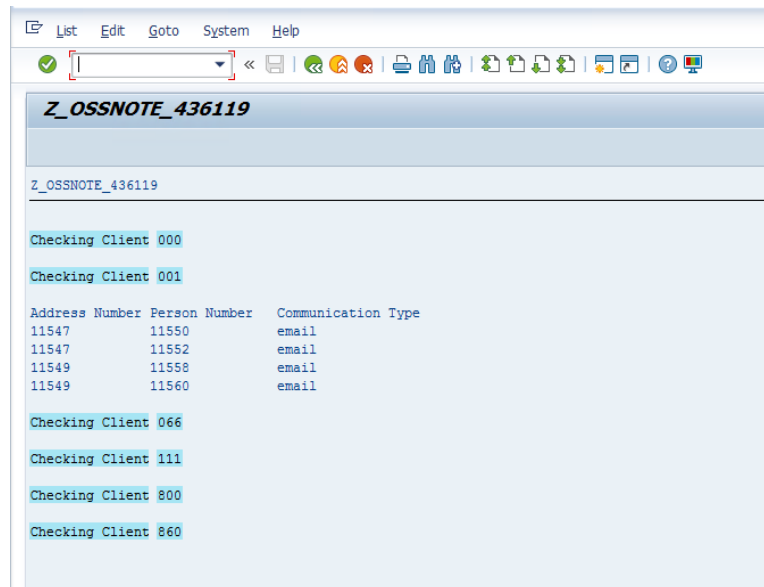 List Edit Goto System Help
Z_OSSNOTE_436119
Z_OSSNOTE_436119
Checking Client 000
Checking Client 001
Address Number Person Number Communication Type
11547 11550 email
11547 11552 email
11549 11558 email
11549 11560 email
Checking Client 066
Checking Client 111
Checking Client 800
Checking Client 860